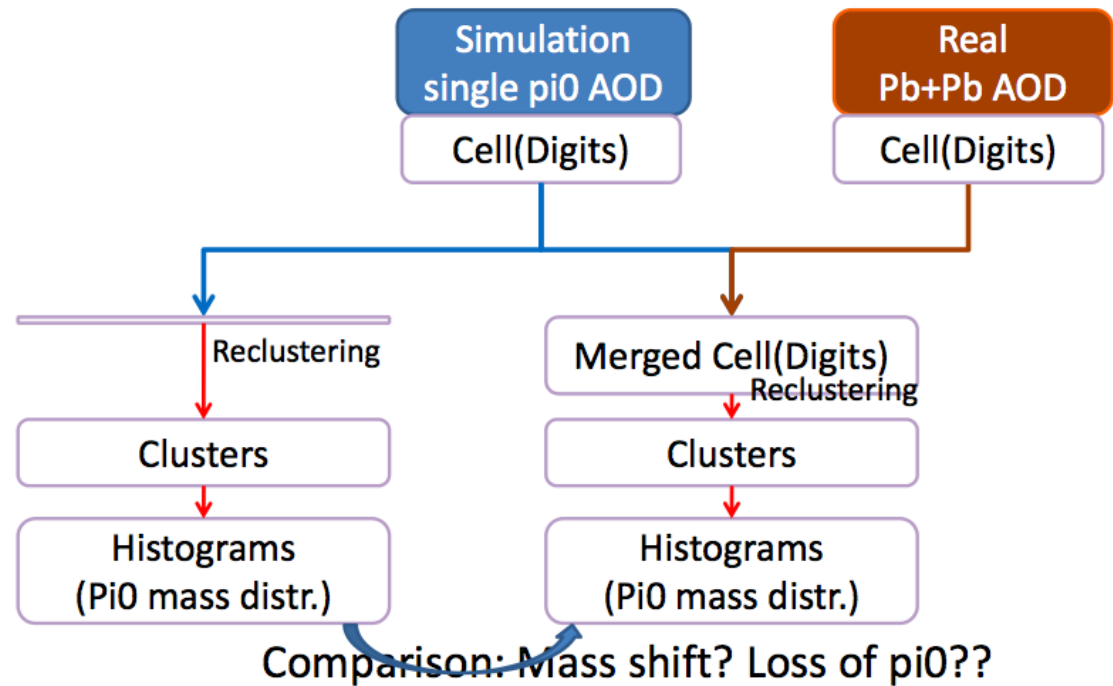 Simulation
single pi0 AOD
Real
Pb+Pb AOD
Cell(Digits)
Cell(Digits)
Reclustering
Merged Cell(Digits)
Reclustering
Clusters
Clusters
Histograms
(Pi0 mass distr.)
Histograms
(Pi0 mass distr.)
Comparison: Mass shift? Loss of pi0??